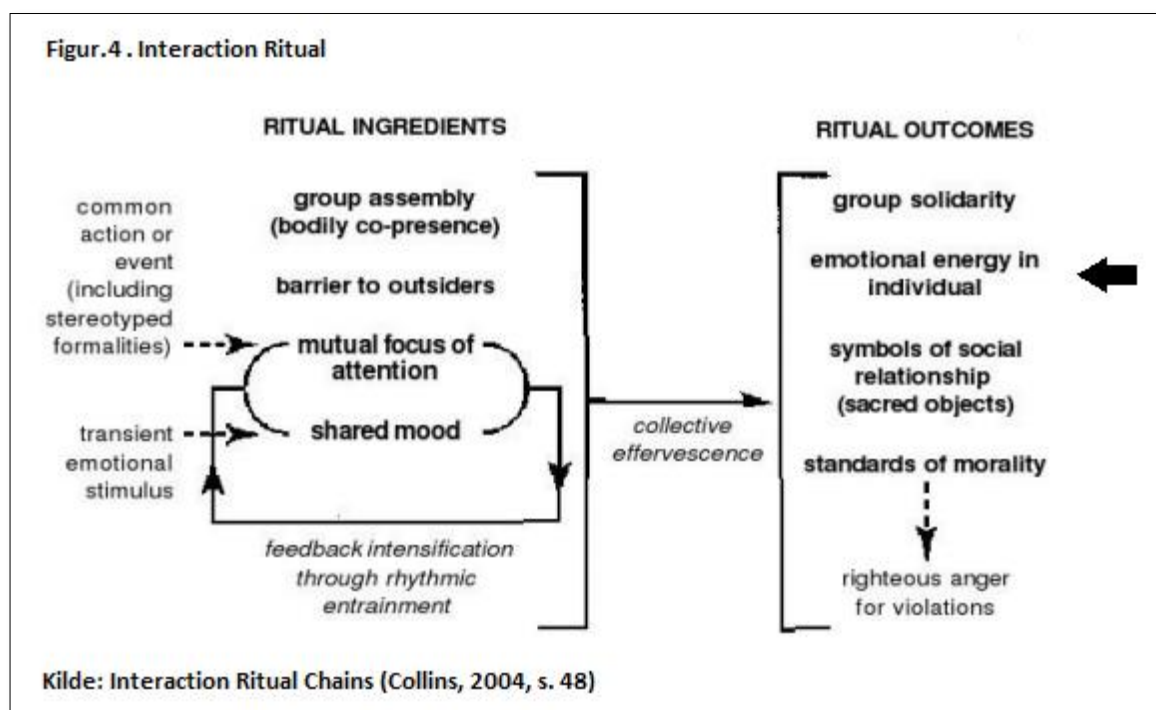 Figur.4 . Interaction Ritual
RITUAL INGREDIENTS
common
action or
event
(including
stereotyped
formalities)
transient
emotional
stimulus
group assembly
(bodily co-presence)
barrier to outsiders
mutual focus of
attention
shared mood
feedback intensification
through rhythmic
entrainment
collective
effervescence
RITUAL OUTCOMES
group solidarity
emotional energy in
individual
symbols of social
relationship
(sacred objects)
standards of morality
righteous anger
for violations
Kilde: Interaction Ritual Chains (Collins, 2004, s. 48)